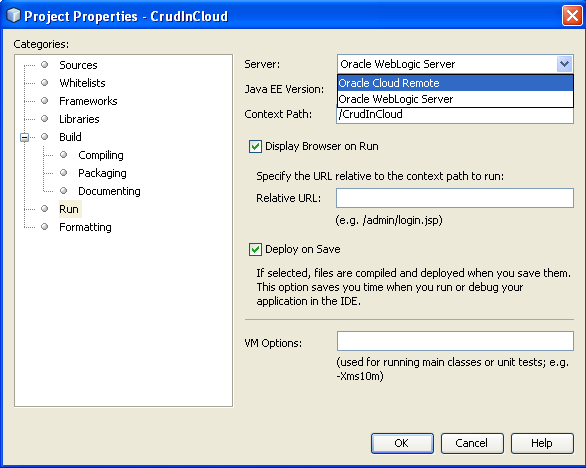 Project Properties - CrudInCloud
Categories:
Sources
Whitelists
Frameworks
Libraries
Build
Compiling
Packaging
Documenting
Run
Formatting
Server: Oracle WebLogic Server
Oracle Cloud Remote
Java EE Version:
Oracle WebLogic Server
Context Path: /CrudInCloud
Display Browser on Run
Specify the URL relative to the context path to run:
Relative URL:
(e.g. /admin/login.jsp)
Deploy on Save
If selected, files are compiled and deployed when you save them.
This option saves you time when you run or debug your
application in the IDE.
VM Options:
(used for running main classes or unit tests; e.g.
-Xms10m)
OK Cancel Help